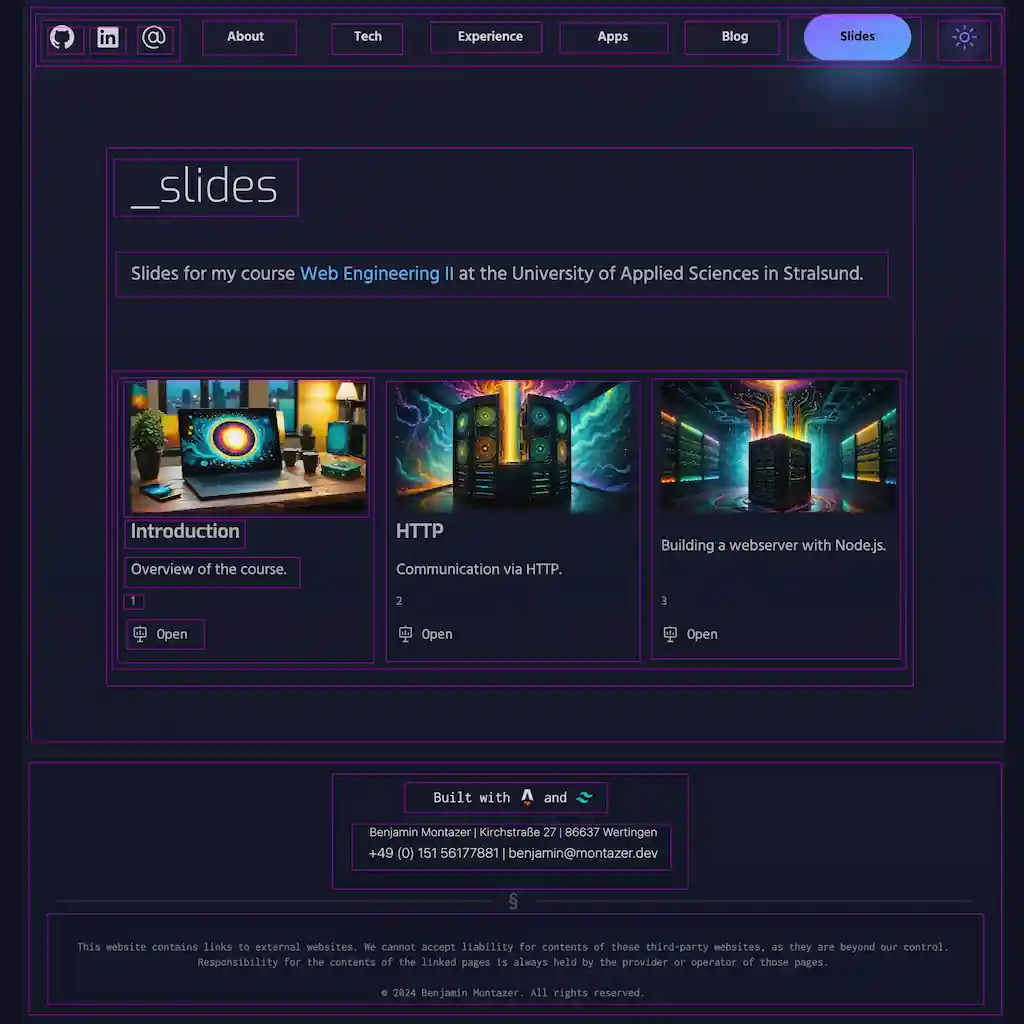 in @ About Tech Experience Apps Blog Slides
_slides
Slides for my course Web Engineering II at the University of Applied Sciences in Stralsund.
Introduction
Overview of the course.
1
Open
HTTP
Communication via HTTP.
2
Open
Building a webserver with Node.js.
3
Open
Built with and
Benjamin Montazer | Kirchstraße 27 | 86637 Wertingen
+49 (0) 151 56177881 | benjamin@montazer.dev
§
This website contains links to external websites. We cannot accept liability for contents of these third-party websites, as they are beyond our control.
Responsibility for the contents of the linked pages is always held by the provider or operator of those pages.
© 2024 Benjamin Montazer. All rights reserved.